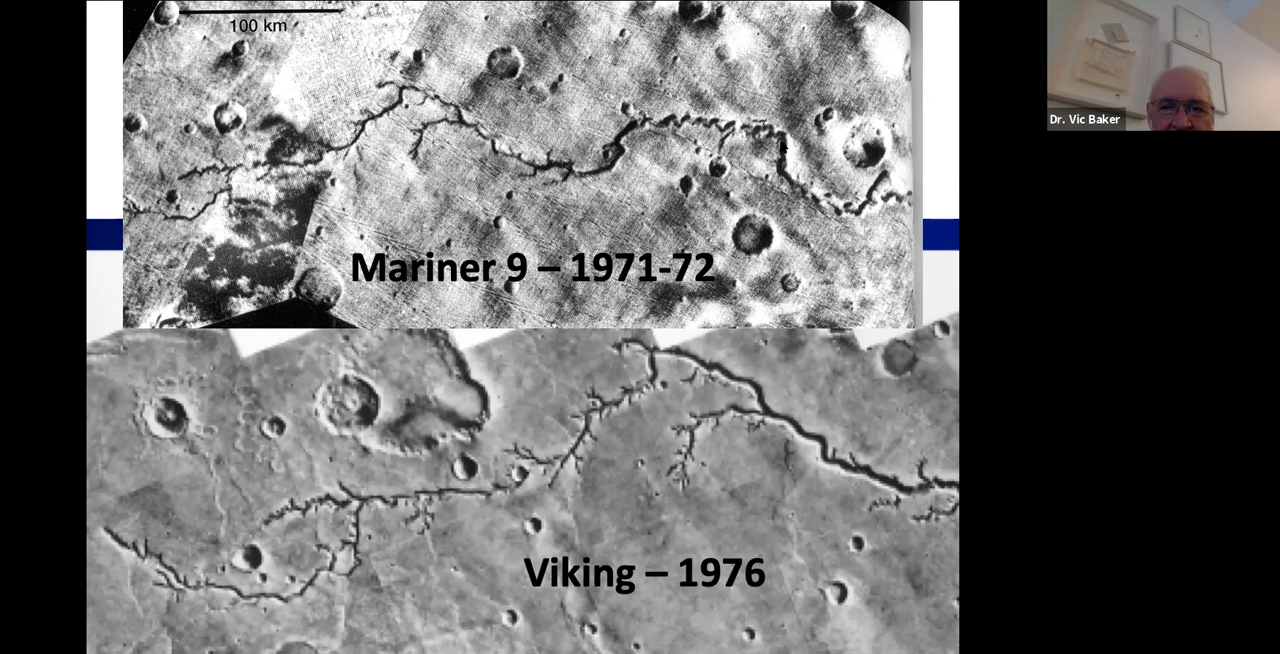 100 km
Dr. Vic Baker
Mariner 9 – 1971-72
Viking – 1976